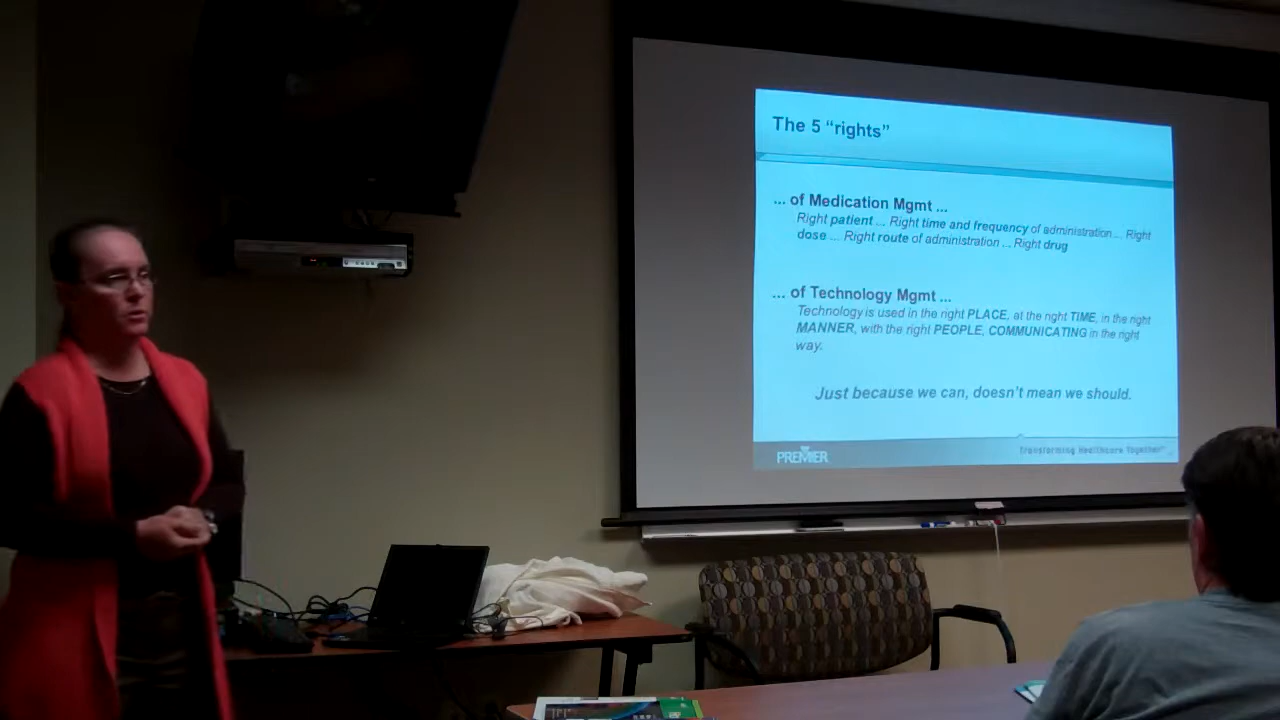 The 5 “rights”
... of Medication Mgmt ...
Right patient ... Right time and frequency of administration ... Right
dose ... Right route of administration ... Right drug
... of Technology Mgmt ...
Technology is used in the right PLACE, at the right TIME, in the right
MANNER, with the right PEOPLE, COMMUNICATING in the right
way.
Just because we can, doesn’t mean we should.
PREMIER
Transforming Healthcare Together